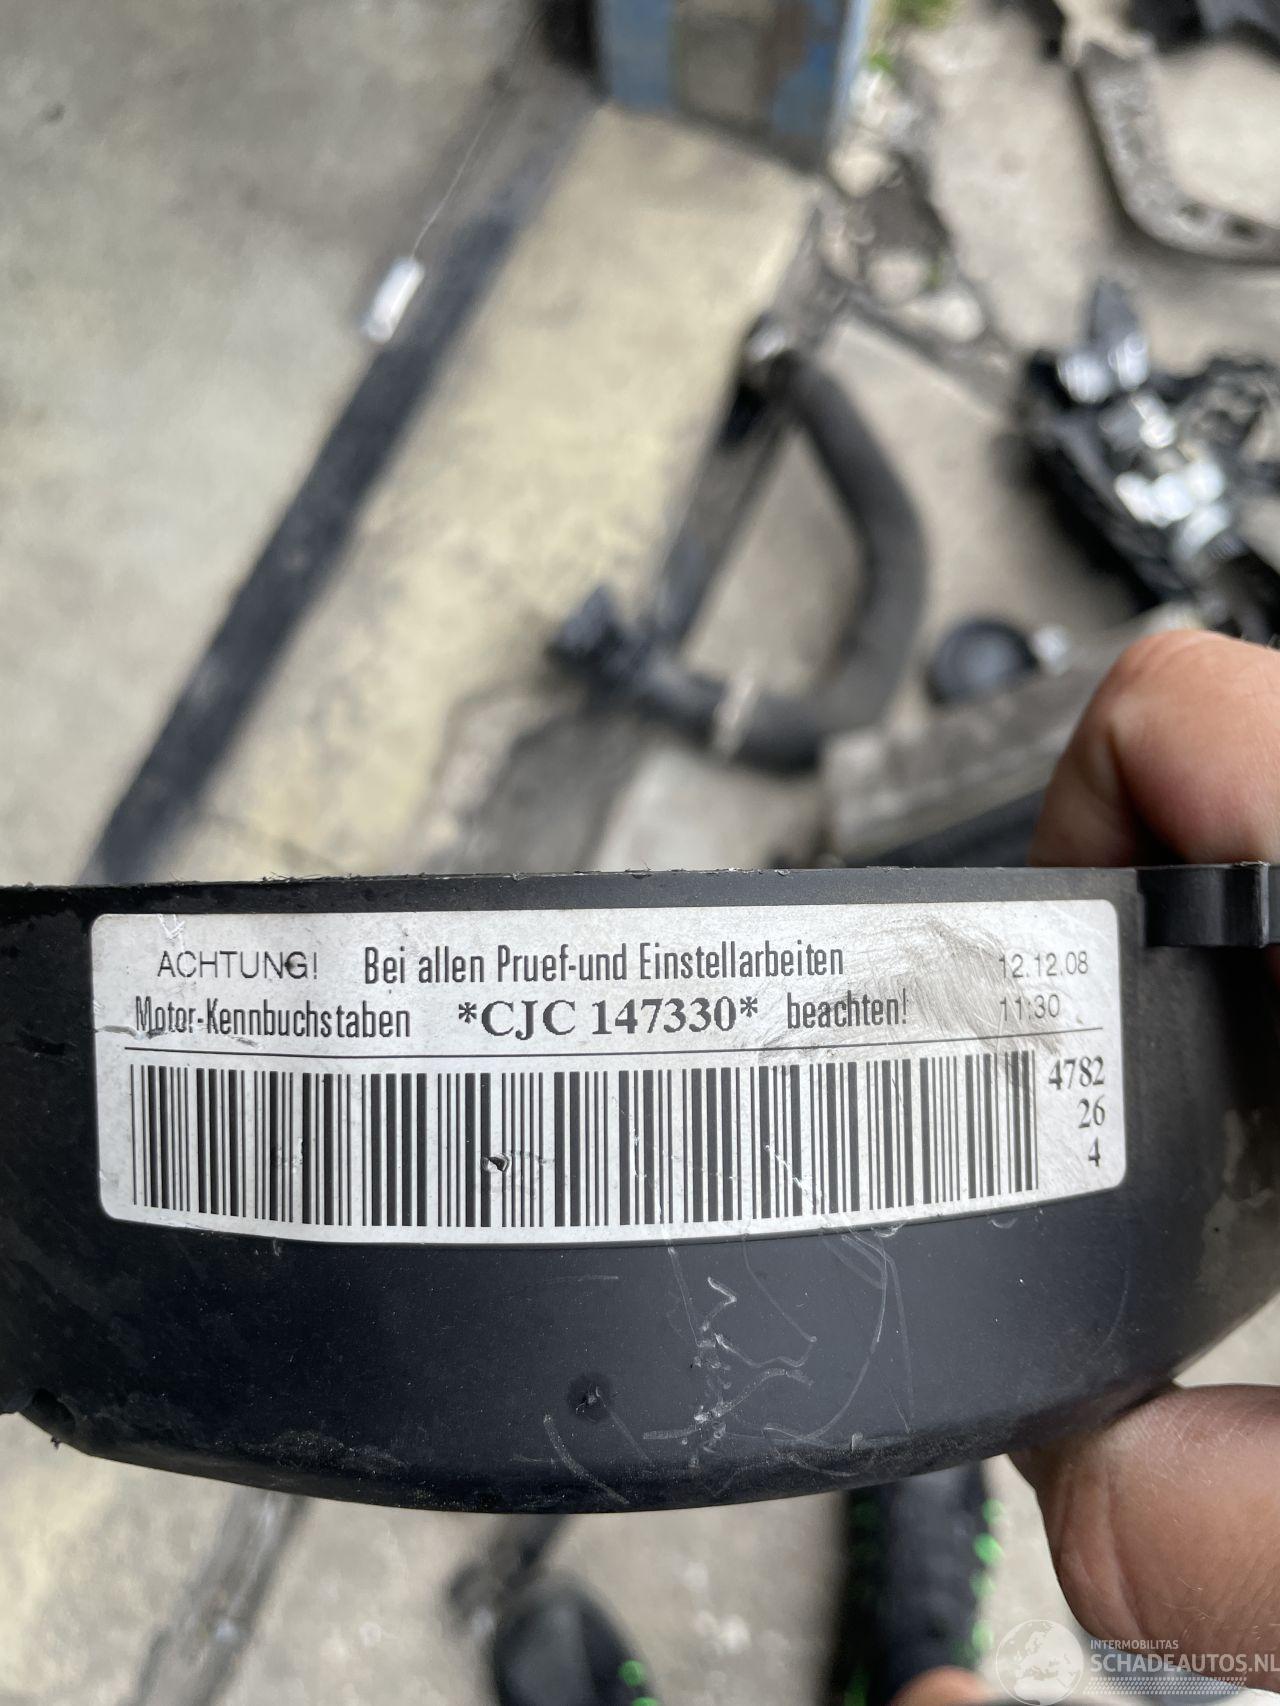 ACHTUNG! Bei allen Pruef-und Einstellarbeiten 12.12.08
Motor-Kennbuchstaben *CJC 147330* beachten! 11:30
4782
26
4
INTERMOBILITAS
SCHADEAUTOS.NL